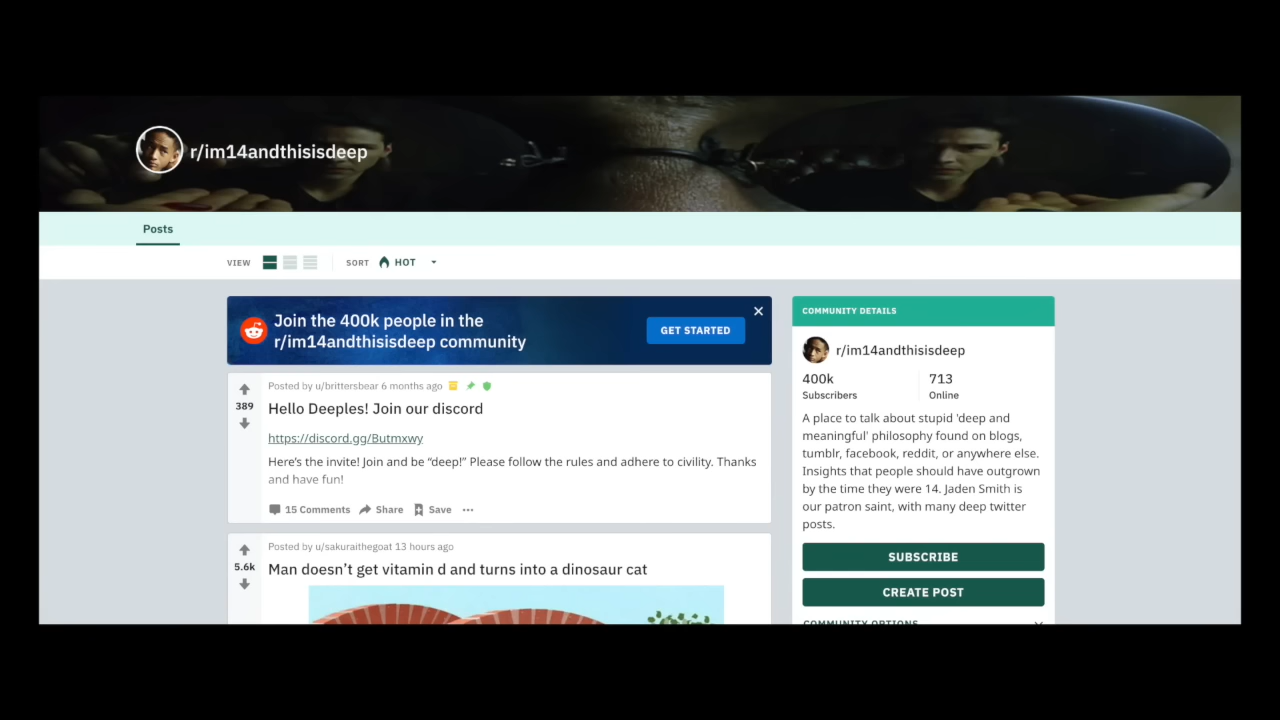 r/im14andthisisdeep
Posts
VIEW SORT HOT
Join the 400k people in the
r/im14andthisisdeep community
GET STARTED
Posted by u/brittersbear 6 months ago
389
Hello Deeples! Join our discord
https://discord.gg/Butmxwy
Here's the invite! Join and be “deep!” Please follow the rules and adhere to civility. Thanks
and have fun!
15 Comments Share Save ...
Posted by u/sakuraithegoat 13 hours ago
5.6k
Man doesn't get vitamin d and turns into a dinosaur cat
COMMUNITY DETAILS
r/im14andthisisdeep
400k 713
Subscribers Online
A place to talk about stupid 'deep and
meaningful' philosophy found on blogs,
tumblr, facebook, reddit, or anywhere else.
Insights that people should have outgrown
by the time they were 14. Jaden Smith is
our patron saint, with many deep twitter
posts.
SUBSCRIBE
CREATE POST
COMMUNITY OPTIONS